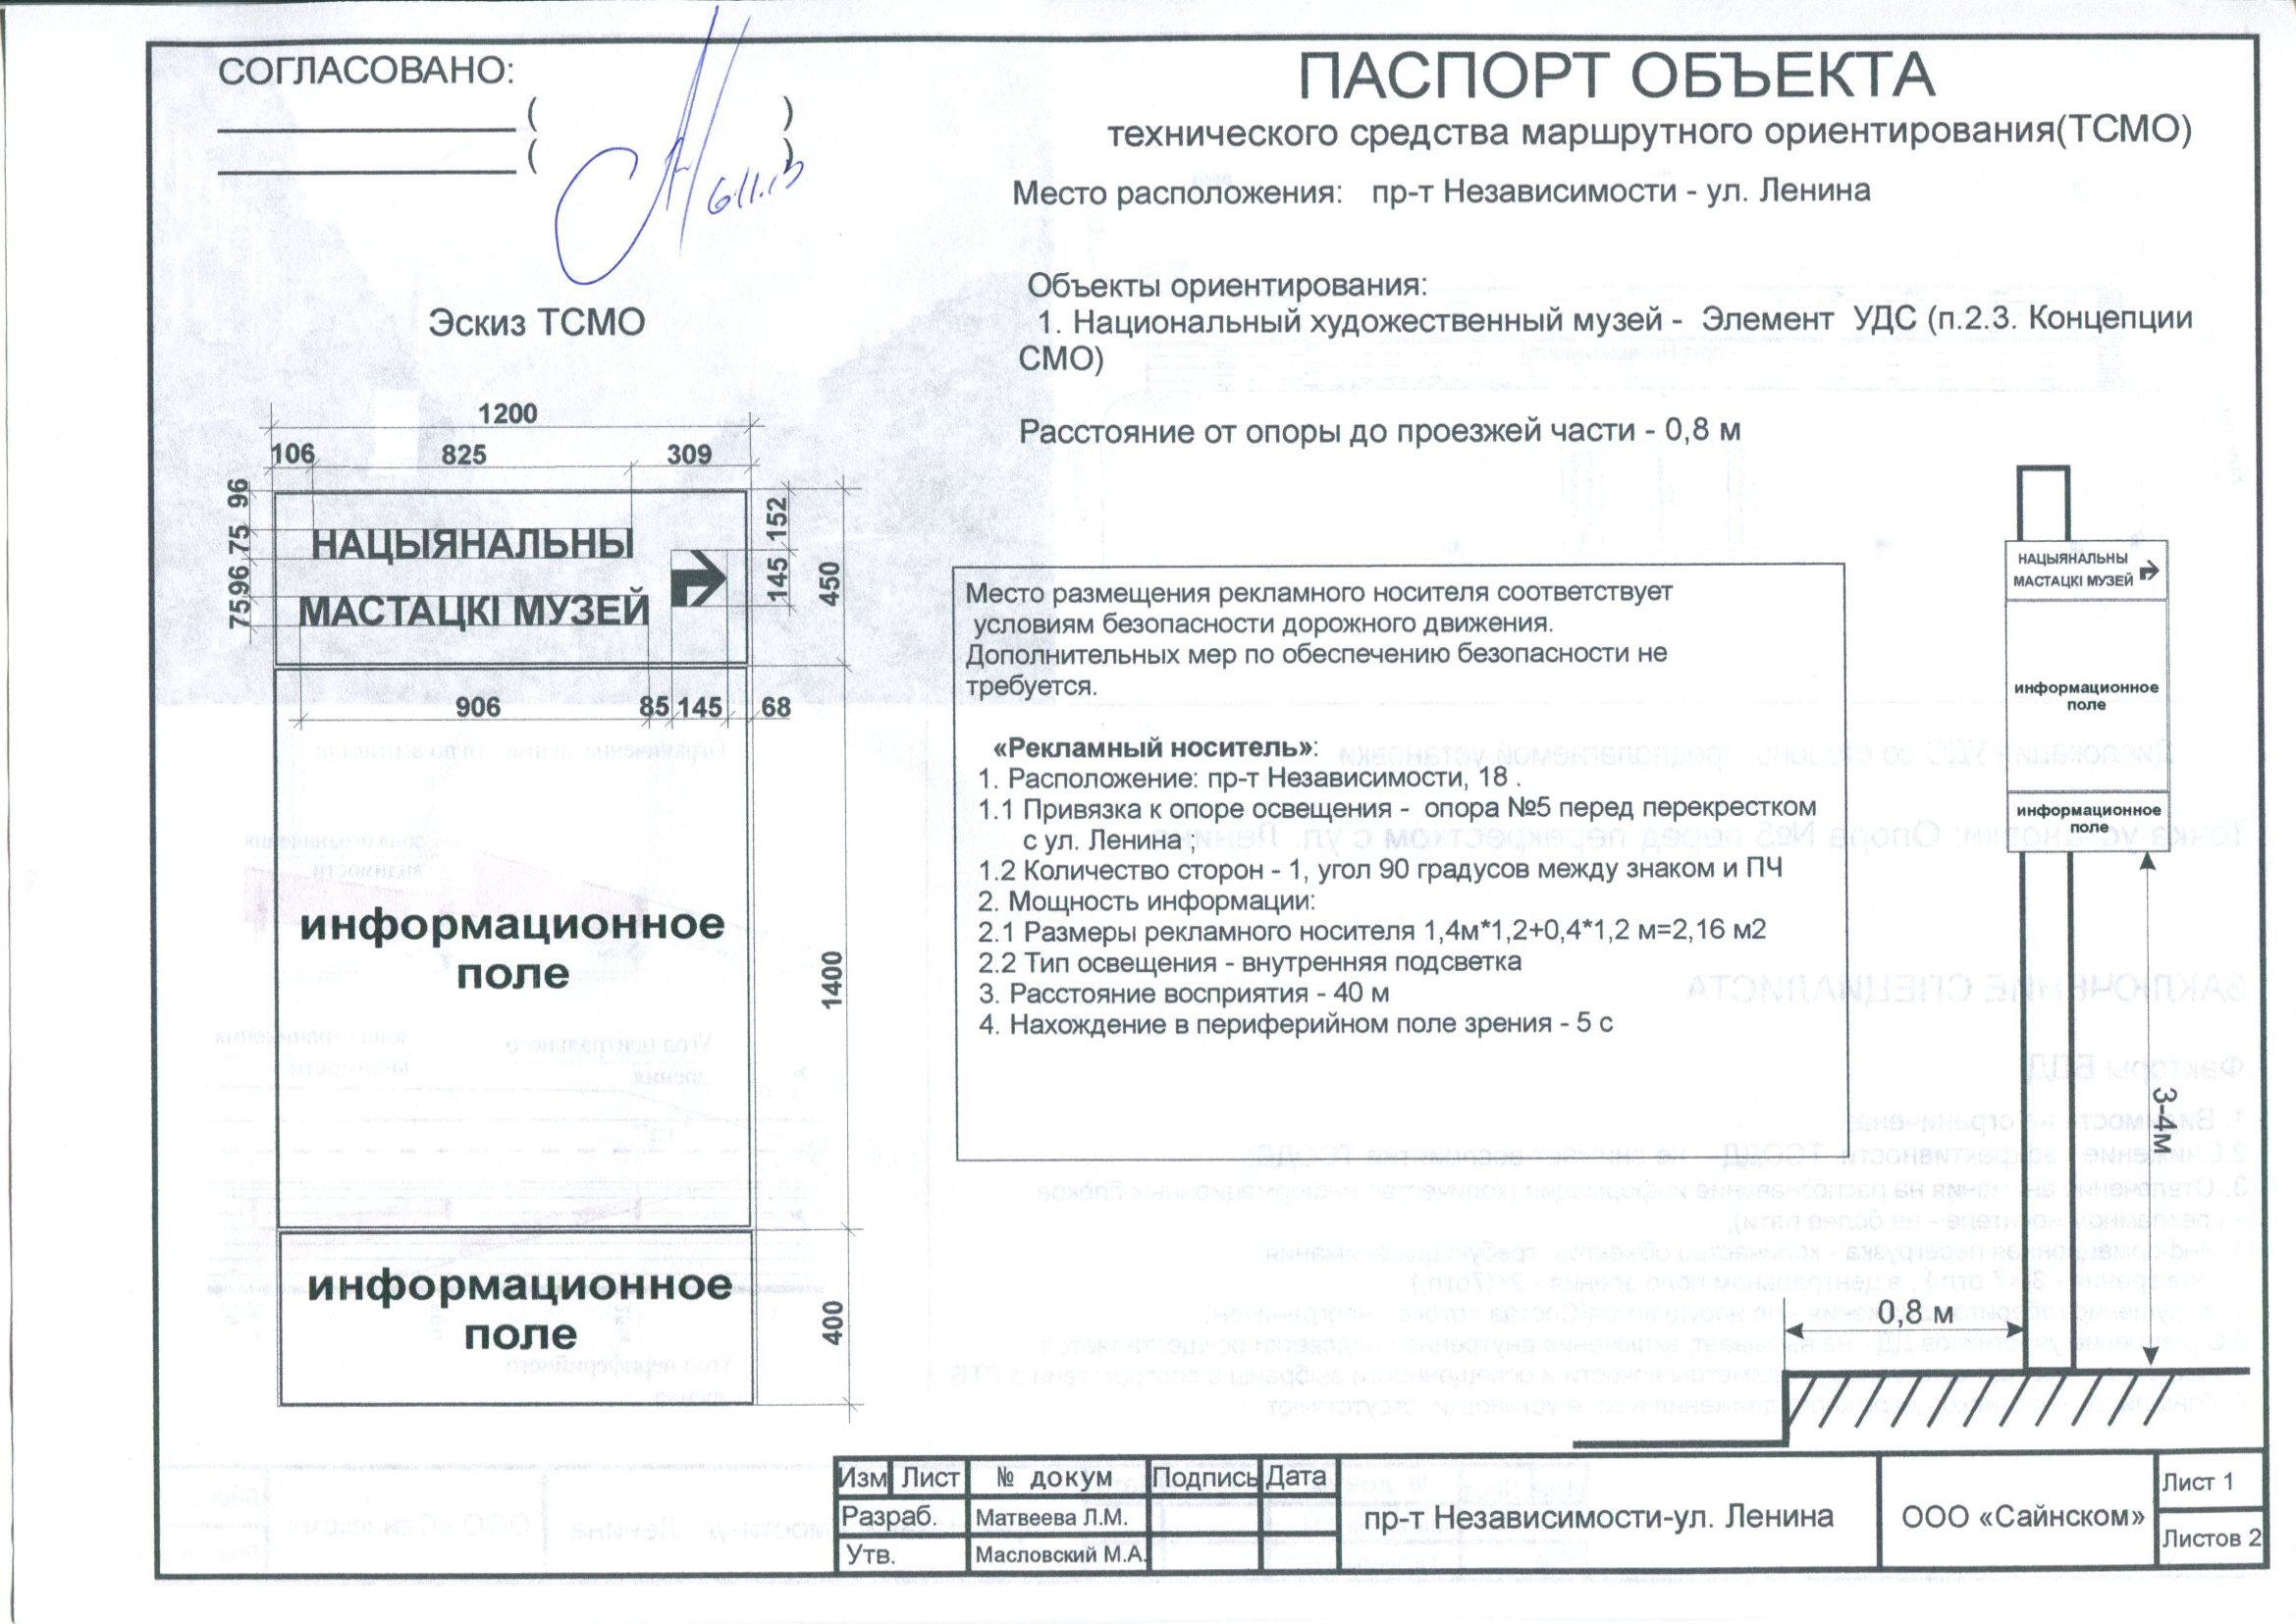 СОГЛАСОВАНО:
( )
( )
6.11.13
ПАСПОРТ ОБЪЕКТА
технического средства маршрутного ориентирования(ТСМО)
Место расположения: пр-т Независимости - ул. Ленина
Объекты ориентирования:
1. Национальный художественный музей - Элемент УДС (п.2.3. Концепции
СМО)
Расстояние от опоры до проезжей части - 0,8 м
Эскиз ТСМО
1200
106 825 309
96
75
96
75
НАЦЫЯНАЛЬНЫ
МАСТАЦКІ МУЗЕЙ
152
145
450
906 85 145 68
информационное
поле
1400
информационное
поле
400
Место размещения рекламного носителя соответствует
условиям безопасности дорожного движения.
Дополнительных мер по обеспечению безопасности не
требуется.
«Рекламный носитель»:
1. Расположение: пр-т Независимости, 18 .
1.1 Привязка к опоре освещения - опора №5 перед перекрестком
с ул. Ленина ;
1.2 Количество сторон - 1, угол 90 градусов между знаком и ПЧ
2. Мощность информации:
2.1 Размеры рекламного носителя 1,4м*1,2+0,4*1,2 м=2,16 м2
2.2 Тип освещения - внутренняя подсветка
3. Расстояние восприятия - 40 м
4. Нахождение в периферийном поле зрения - 5 с
НАЦЫЯНАЛЬНЫ
МАСТАЦКІ МУЗЕЙ
информационное
поле
информационное
поле
3-4м
0,8 м
Изм Лист № докум Подпись Дата
Разраб. Матвеева Л.М.
Утв. Масловский М.А.
пр-т Независимости-ул. Ленина
ООО «Сайнском»
Лист 1
Листов 2